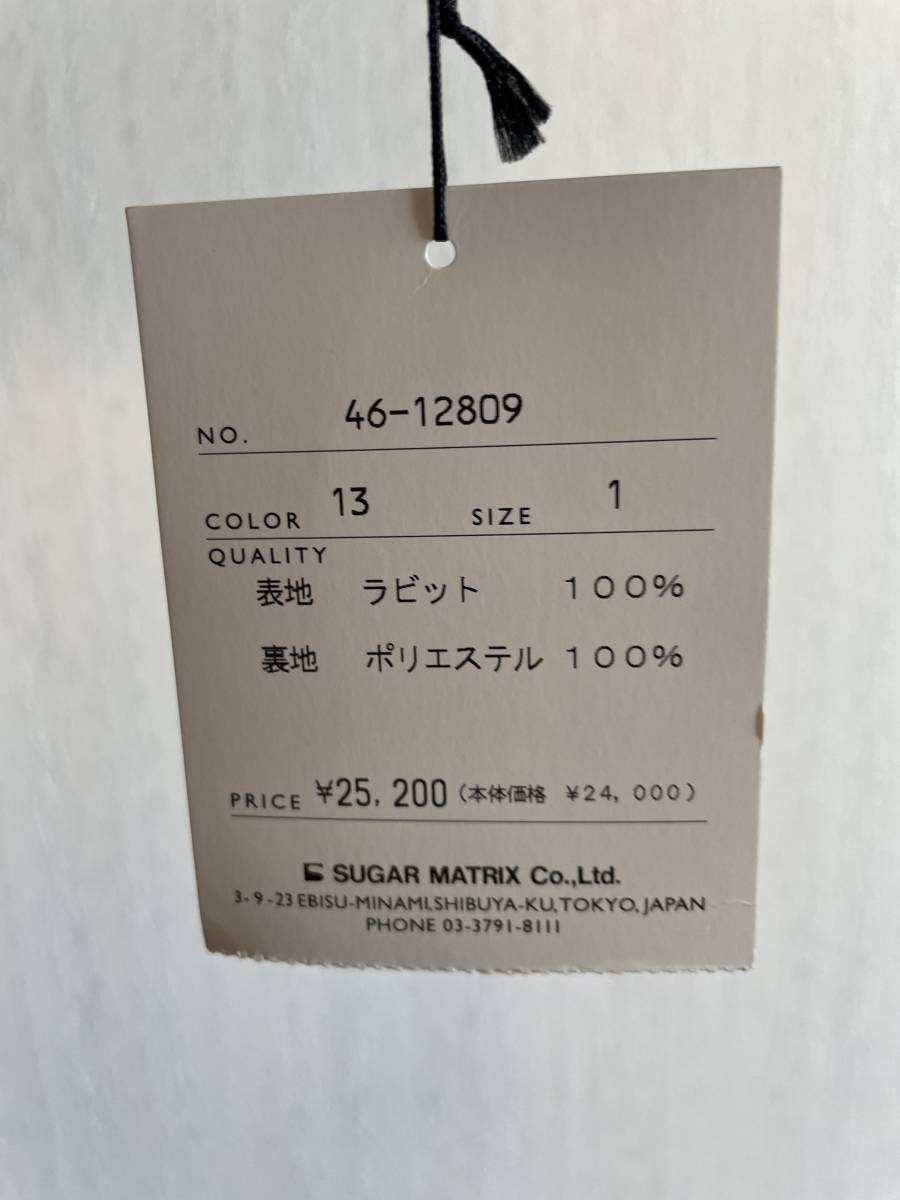 NO. 46-12809
COLOR 13 SIZE 1
QUALITY
表地 ラビット 100%
裏地 ポリエステル 100%
PRICE ¥25,200 (本体価格 ¥24,000)
SUGAR MATRIX Co.,Ltd.
3-9-23 EBISU-MINAMI,SHIBUYA-KU,TOKYO,JAPAN
PHONE 03-3791-8111